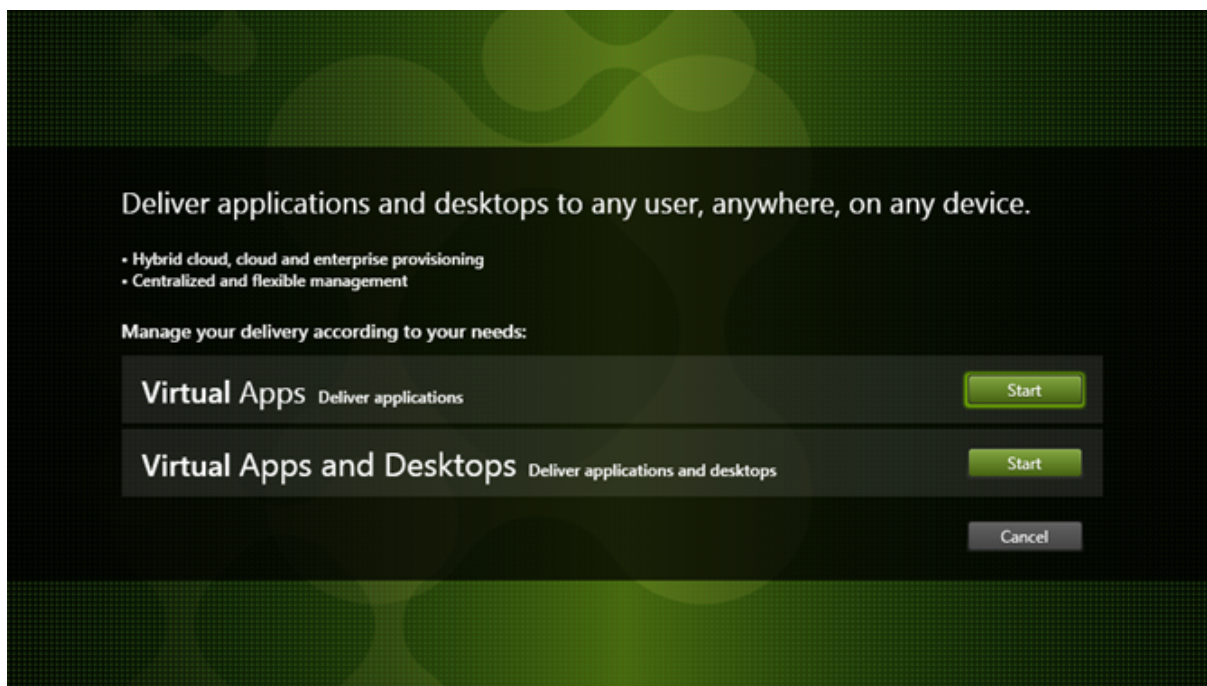 Deliver applications and desktops to any user, anywhere, on any device.
• Hybrid cloud, cloud and enterprise provisioning
• Centralized and flexible management
Manage your delivery according to your needs:
Virtual Apps Deliver applications Start
Virtual Apps and Desktops Deliver applications and desktops Start
Cancel